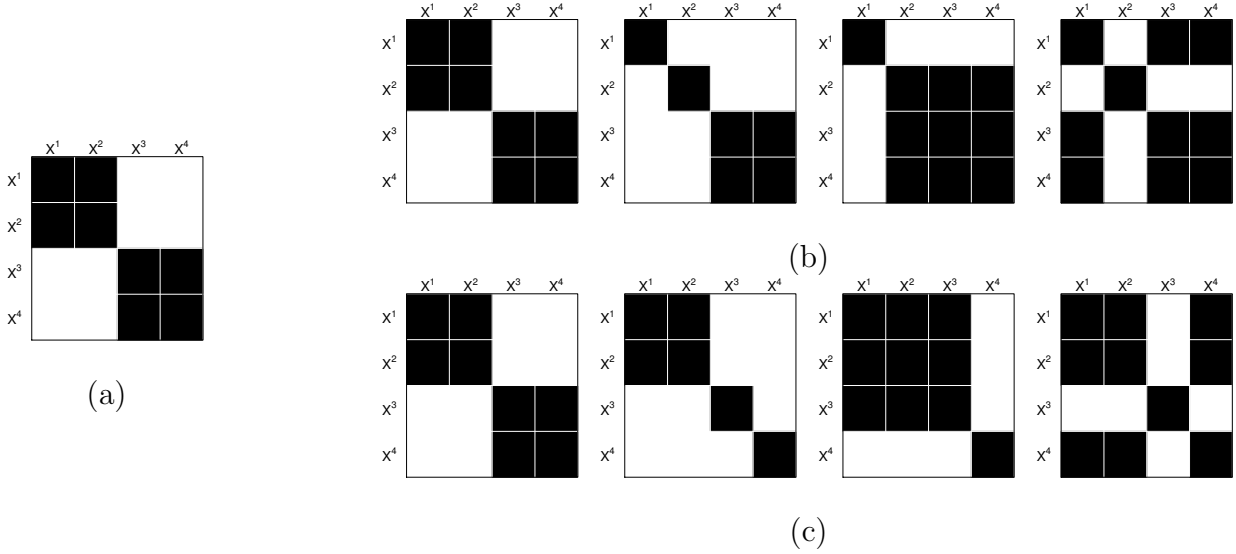 X¹ X² X³ X⁴ X¹ X² X³ X⁴ X¹ X² X³ X⁴ X¹ X² X³ X⁴
X¹ X¹ X¹ X¹
X² X² X² X²
X³ X³ X³ X³
X⁴ X⁴ X⁴ X⁴
(b)
X¹ X² X³ X⁴
X¹
X²
X³
X⁴
(a)
X¹ X² X³ X⁴ X¹ X² X³ X⁴ X¹ X² X³ X⁴ X¹ X² X³ X⁴
X¹ X¹ X¹ X¹
X² X² X² X²
X³ X³ X³ X³
X⁴ X⁴ X⁴ X⁴
(c)